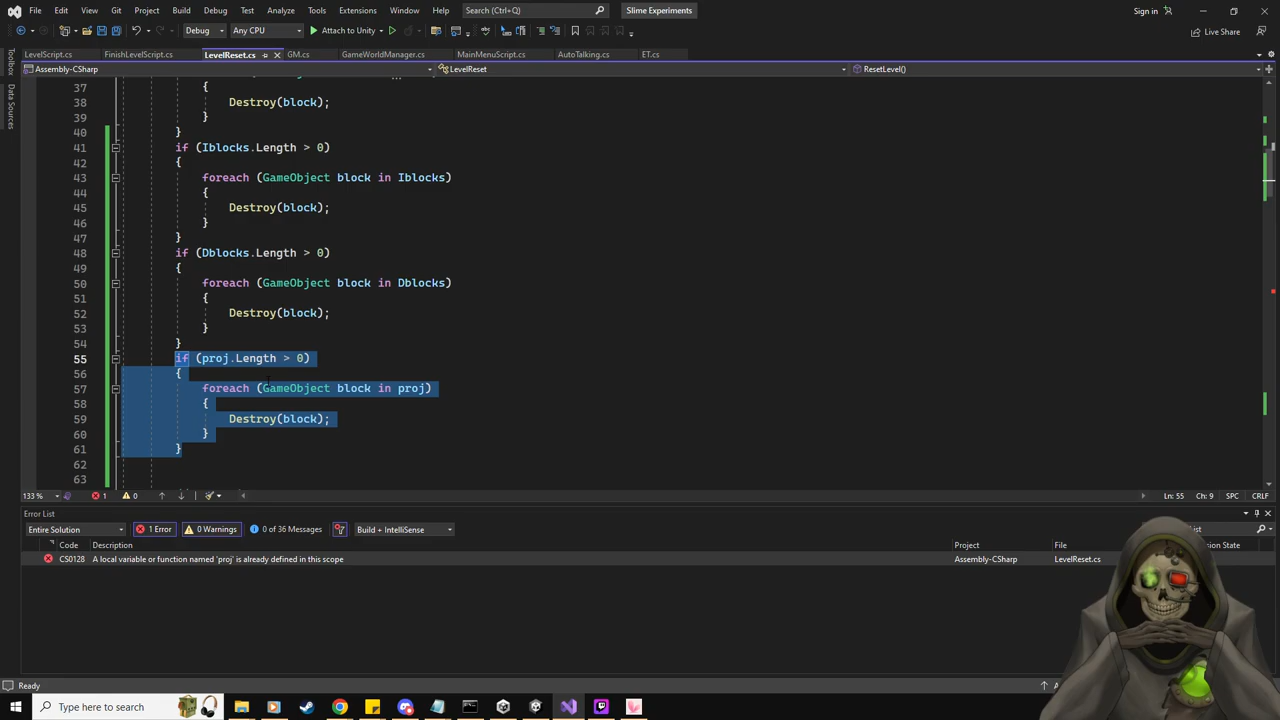 File Edit View Git Project Build Debug Test Analyze Tools Extensions Window Help Search (Ctrl+Q) Slime Experiments Sign in
Debug Any CPU Attach to Unity Live Share
LevelScript.cs FinishLevelScript.cs LevelReset.cs GM.cs GameWorldManager.cs MainMenuScript.cs AutoTalking.cs ET.cs
Toolbox
Data Sources
Assembly-CSharp LevelReset ResetLevel()
37 {
38 Destroy(block);
39 }
40 }
41 if (Iblocks.Length > 0)
42 {
43 foreach (GameObject block in Iblocks)
44 {
45 Destroy(block);
46 }
47 }
48 if (Dblocks.Length > 0)
49 {
50 foreach (GameObject block in Dblocks)
51 {
52 Destroy(block);
53 }
54 }
55 if (proj.Length > 0)
56 {
57 foreach (GameObject block in proj)
58 {
59 Destroy(block);
60 }
61 }
62
63
133 % 1 0 Ln: 55 Ch: 9 SPC CRLF
Error List
Entire Solution 1 Error 0 Warnings 0 of 36 Messages Build + IntelliSense
Code Description Project File
CS0128 A local variable or function named 'proj' is already defined in this scope Assembly-CSharp LevelReset.cs
Ready
Type here to search